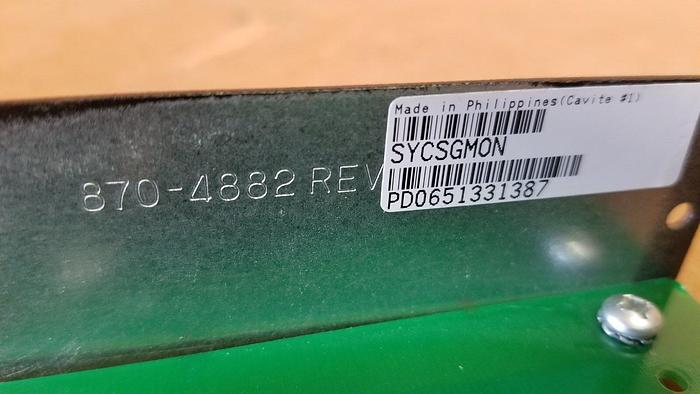 Made in Philippines(Cavite #1)
SYCSGMON
870-4882 REV
PD0651331387